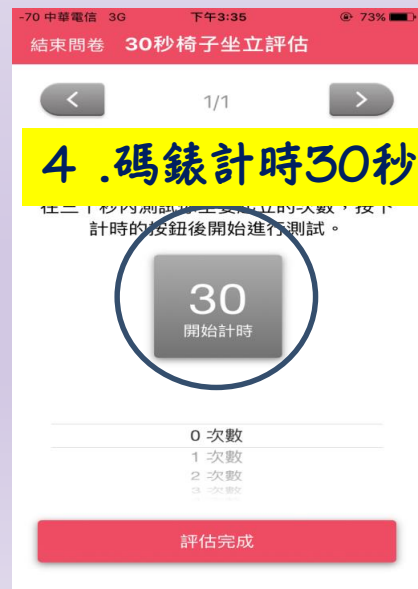 -70 中華電信 3G 下午3:35 73%
結束問卷 30秒椅子坐立評估
1/1
4 .碼錶計時30秒
計時的按鈕後開始進行測試。
30
開始計時
0 次數
1 次數
2 次數
3 次數
評估完成